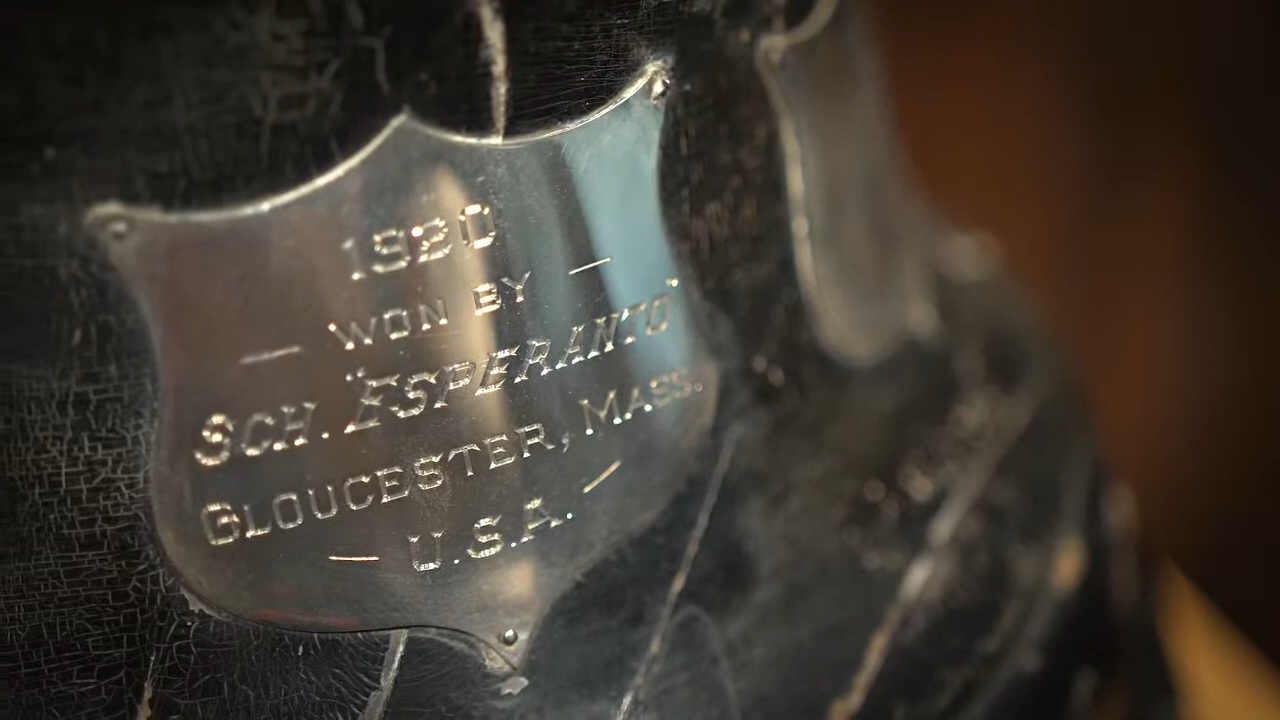 1920
— WON BY —
SCH. "ESPERANTO"
GLOUCESTER, MASS.
— U.S.A. —